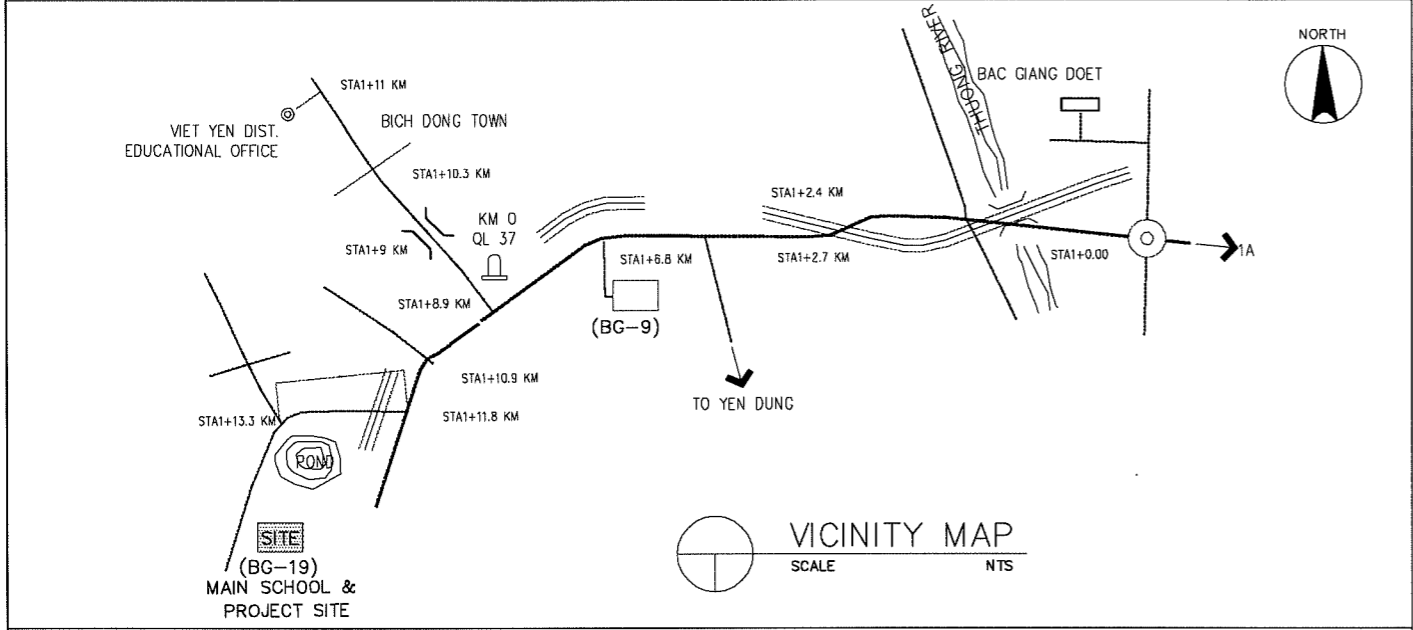 NORTH
THUONG RIVER
BAC GIANG DOET
STA1+11 KM
VIET YEN DIST.
EDUCATIONAL OFFICE
BICH DONG TOWN
STA1+10.3 KM
STA1+2.4 KM
KM 0
QL 37
STA1+9 KM
STA1+6.8 KM
STA1+2.7 KM
STA1+0.00
1A
STA1+8.9 KM
(BG-9)
STA1+10.9 KM
TO YEN DUNG
STA1+13.3 KM
STA1+11.8 KM
POND
SITE
(BG-19)
MAIN SCHOOL &
PROJECT SITE
VICINITY MAP
SCALE NTS